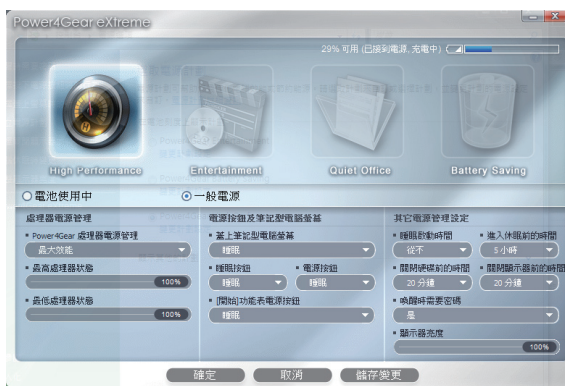 Power4Gear eXtreme
29% 可用 (已接到電源, 充電中)
High Performance
Entertainment
Quiet Office
Battery Saving
電池使用中
一般電源
處理器電源管理
Power4Gear 處理器電源管理
最大效能
最高處理器狀態
100%
最低處理器狀態
100%
電源按鈕及筆記型電腦螢幕
蓋上筆記型電腦螢幕
睡眠
睡眠按鈕
電源按鈕
睡眠
睡眠
[開始]功能表電源按鈕
睡眠
其它電源管理設定
睡眠啟動時間
進入休眠前的時間
從不
5 小時
關閉硬碟前的時間
關閉顯示器前的時間
20 分鐘
20 分鐘
喚醒時需要密碼
是
顯示器亮度
100%
確定
取消
儲存變更